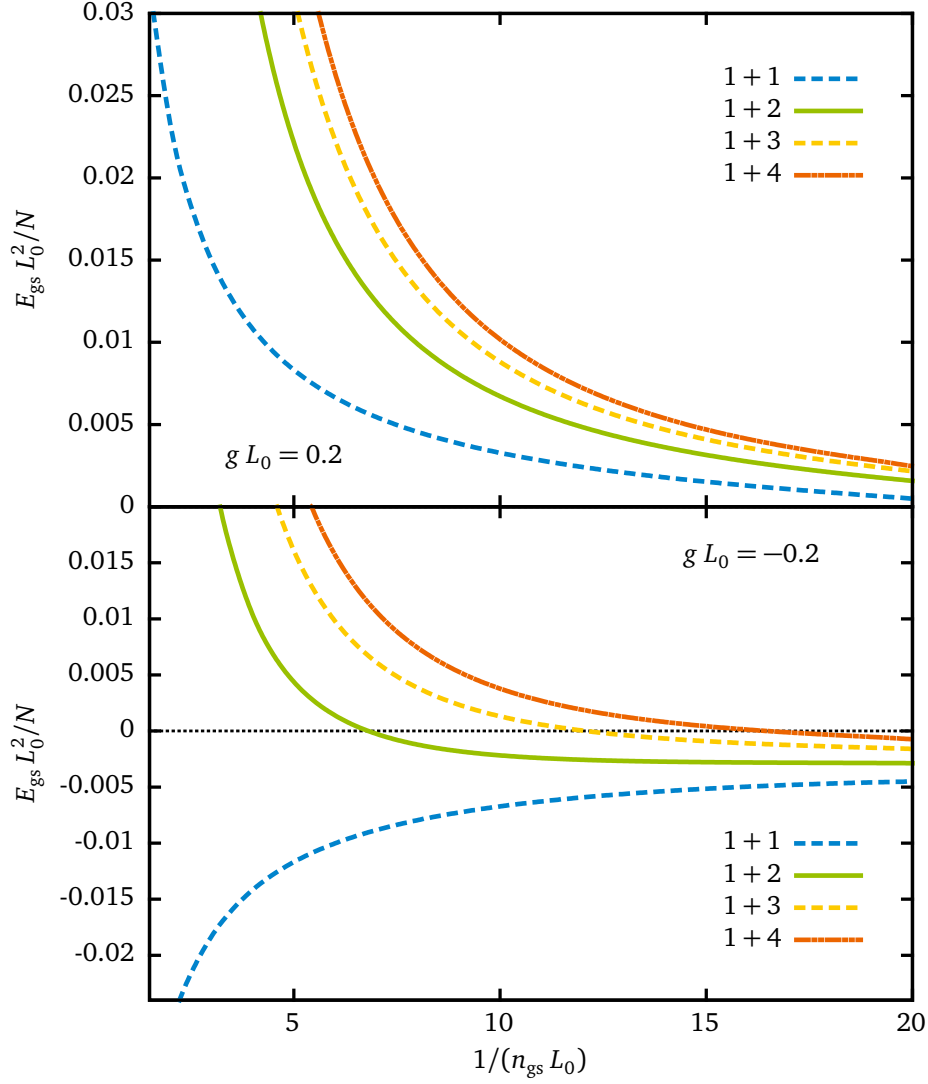 0.03
0.025
0.02
0.015
0.01
0.005
0
E_gs L_0^2/N
1 + 1
1 + 2
1 + 3
1 + 4
g L_0 = 0.2
0.015
0.01
0.005
0
-0.005
-0.01
-0.015
-0.02
E_gs L_0^2/N
g L_0 = −0.2
1 + 1
1 + 2
1 + 3
1 + 4
5 10 15 20
1/(n_gs L_0)